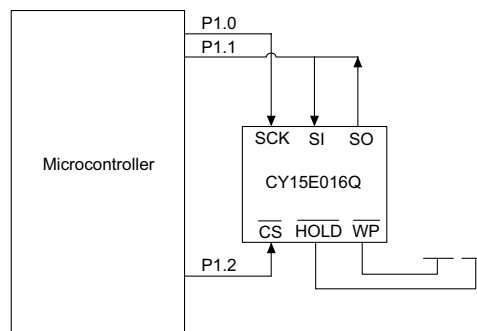 P1.0
P1.1
SCK SI SO
Microcontroller
CY15E016Q
CS HOLD WP
P1.2